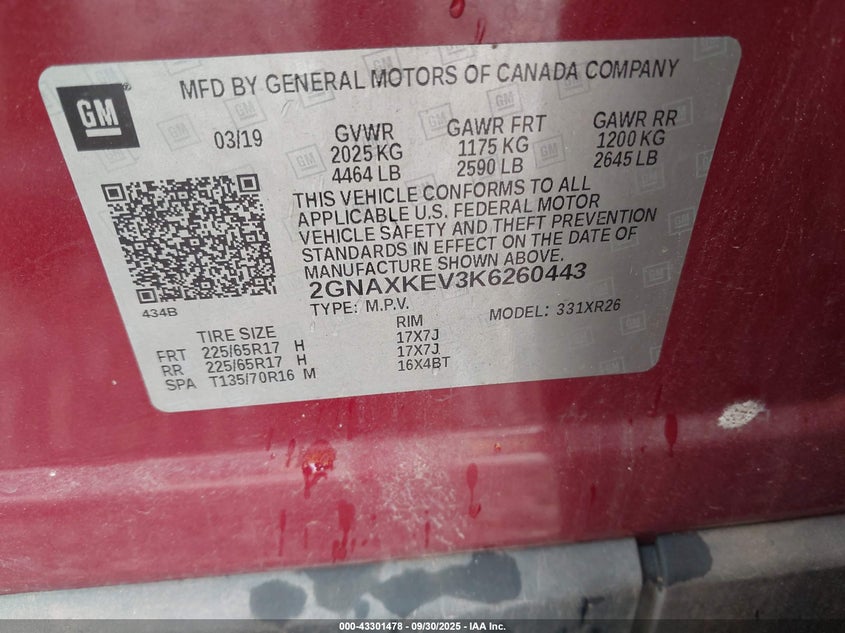 MFD BY GENERAL MOTORS OF CANADA COMPANY
GM
03/19
GVWR GAWR FRT GAWR RR
2025 KG 1175 KG 1200 KG
4464 LB 2590 LB 2645 LB
THIS VEHICLE CONFORMS TO ALL
APPLICABLE U.S. FEDERAL MOTOR
VEHICLE SAFETY AND THEFT PREVENTION
STANDARDS IN EFFECT ON THE DATE OF
MANUFACTURE SHOWN ABOVE.
2GNAXKEV3K6260443
434B
TYPE: M.P.V. MODEL: 331XR26
TIRE SIZE RIM
FRT 225/65R17 H 17X7J
RR 225/65R17 H 17X7J
SPA T135/70R16 M 16X4BT
000-43301478 - 09/30/2025 - IAA Inc.